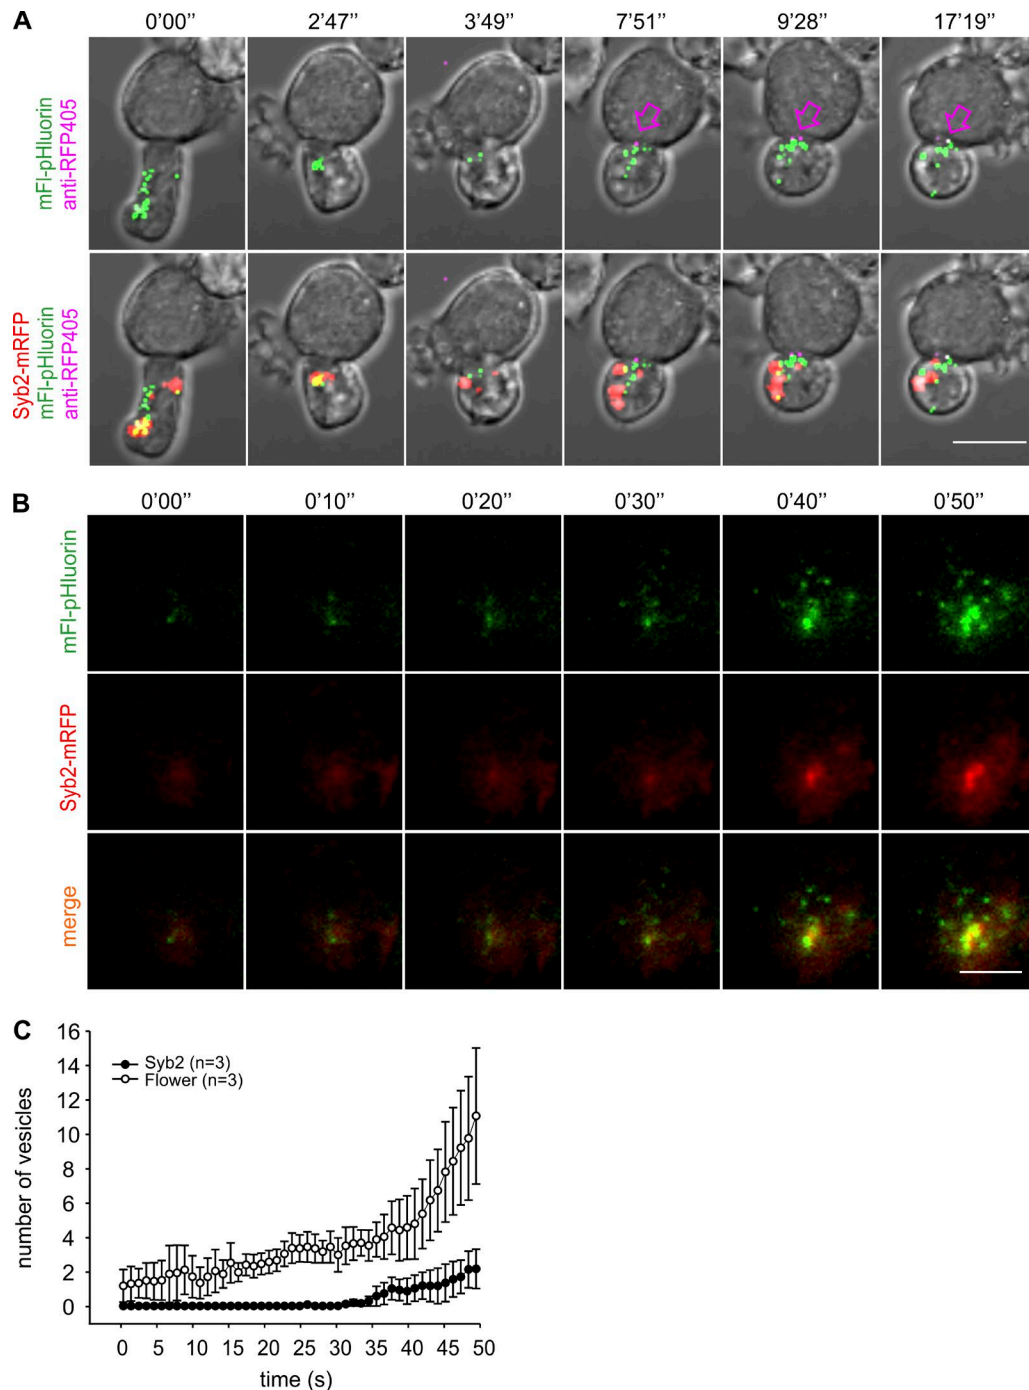 A
0’00’’ 2’47’’ 3’49’’ 7’51’’ 9’28’’ 17’19’’
mFl-pHluorin
anti-RFP405
Syb2-mRFP
mFl-pHluorin
anti-RFP405
B
0’00’’ 0’10’’ 0’20’’ 0’30’’ 0’40’’ 0’50’’
mFl-pHluorin
Syb2-mRFP
merge
C
16
14
12
10
8
6
4
2
0
number of vesicles
Syb2 (n=3)
Flower (n=3)
0 5 10 15 20 25 30 35 40 45 50
time (s)